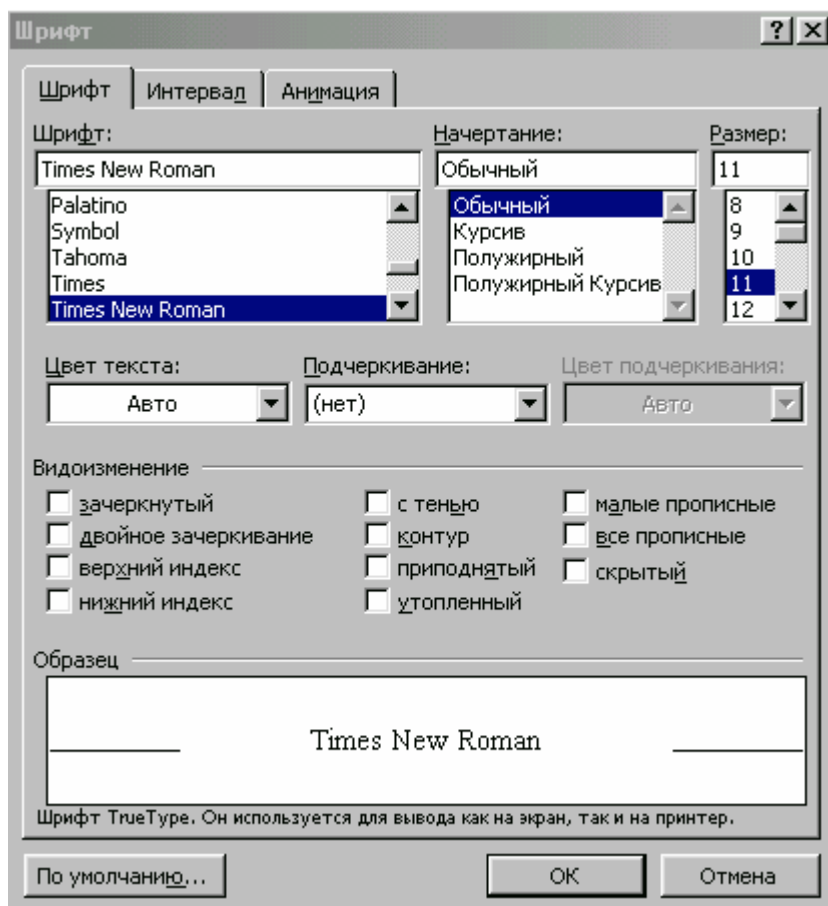 Шрифт
Шрифт Интервал Анимация
Шрифт: Начертание: Размер:
Times New Roman Обычный 11
Palatino Обычный 8
Symbol Курсив 9
Tahoma Полужирный 10
Times Полужирный Курсив 11
Times New Roman 12
Цвет текста: Подчеркивание: Цвет подчеркивания:
Авто (нет) Авто
Видоизменение
зачеркнутый с тенью малые прописные
двойное зачеркивание контур все прописные
верхний индекс приподнятый скрытый
нижний индекс утопленный
Образец
Times New Roman
Шрифт TrueType. Он используется для вывода как на экран, так и на принтер.
По умолчанию... ОК Отмена